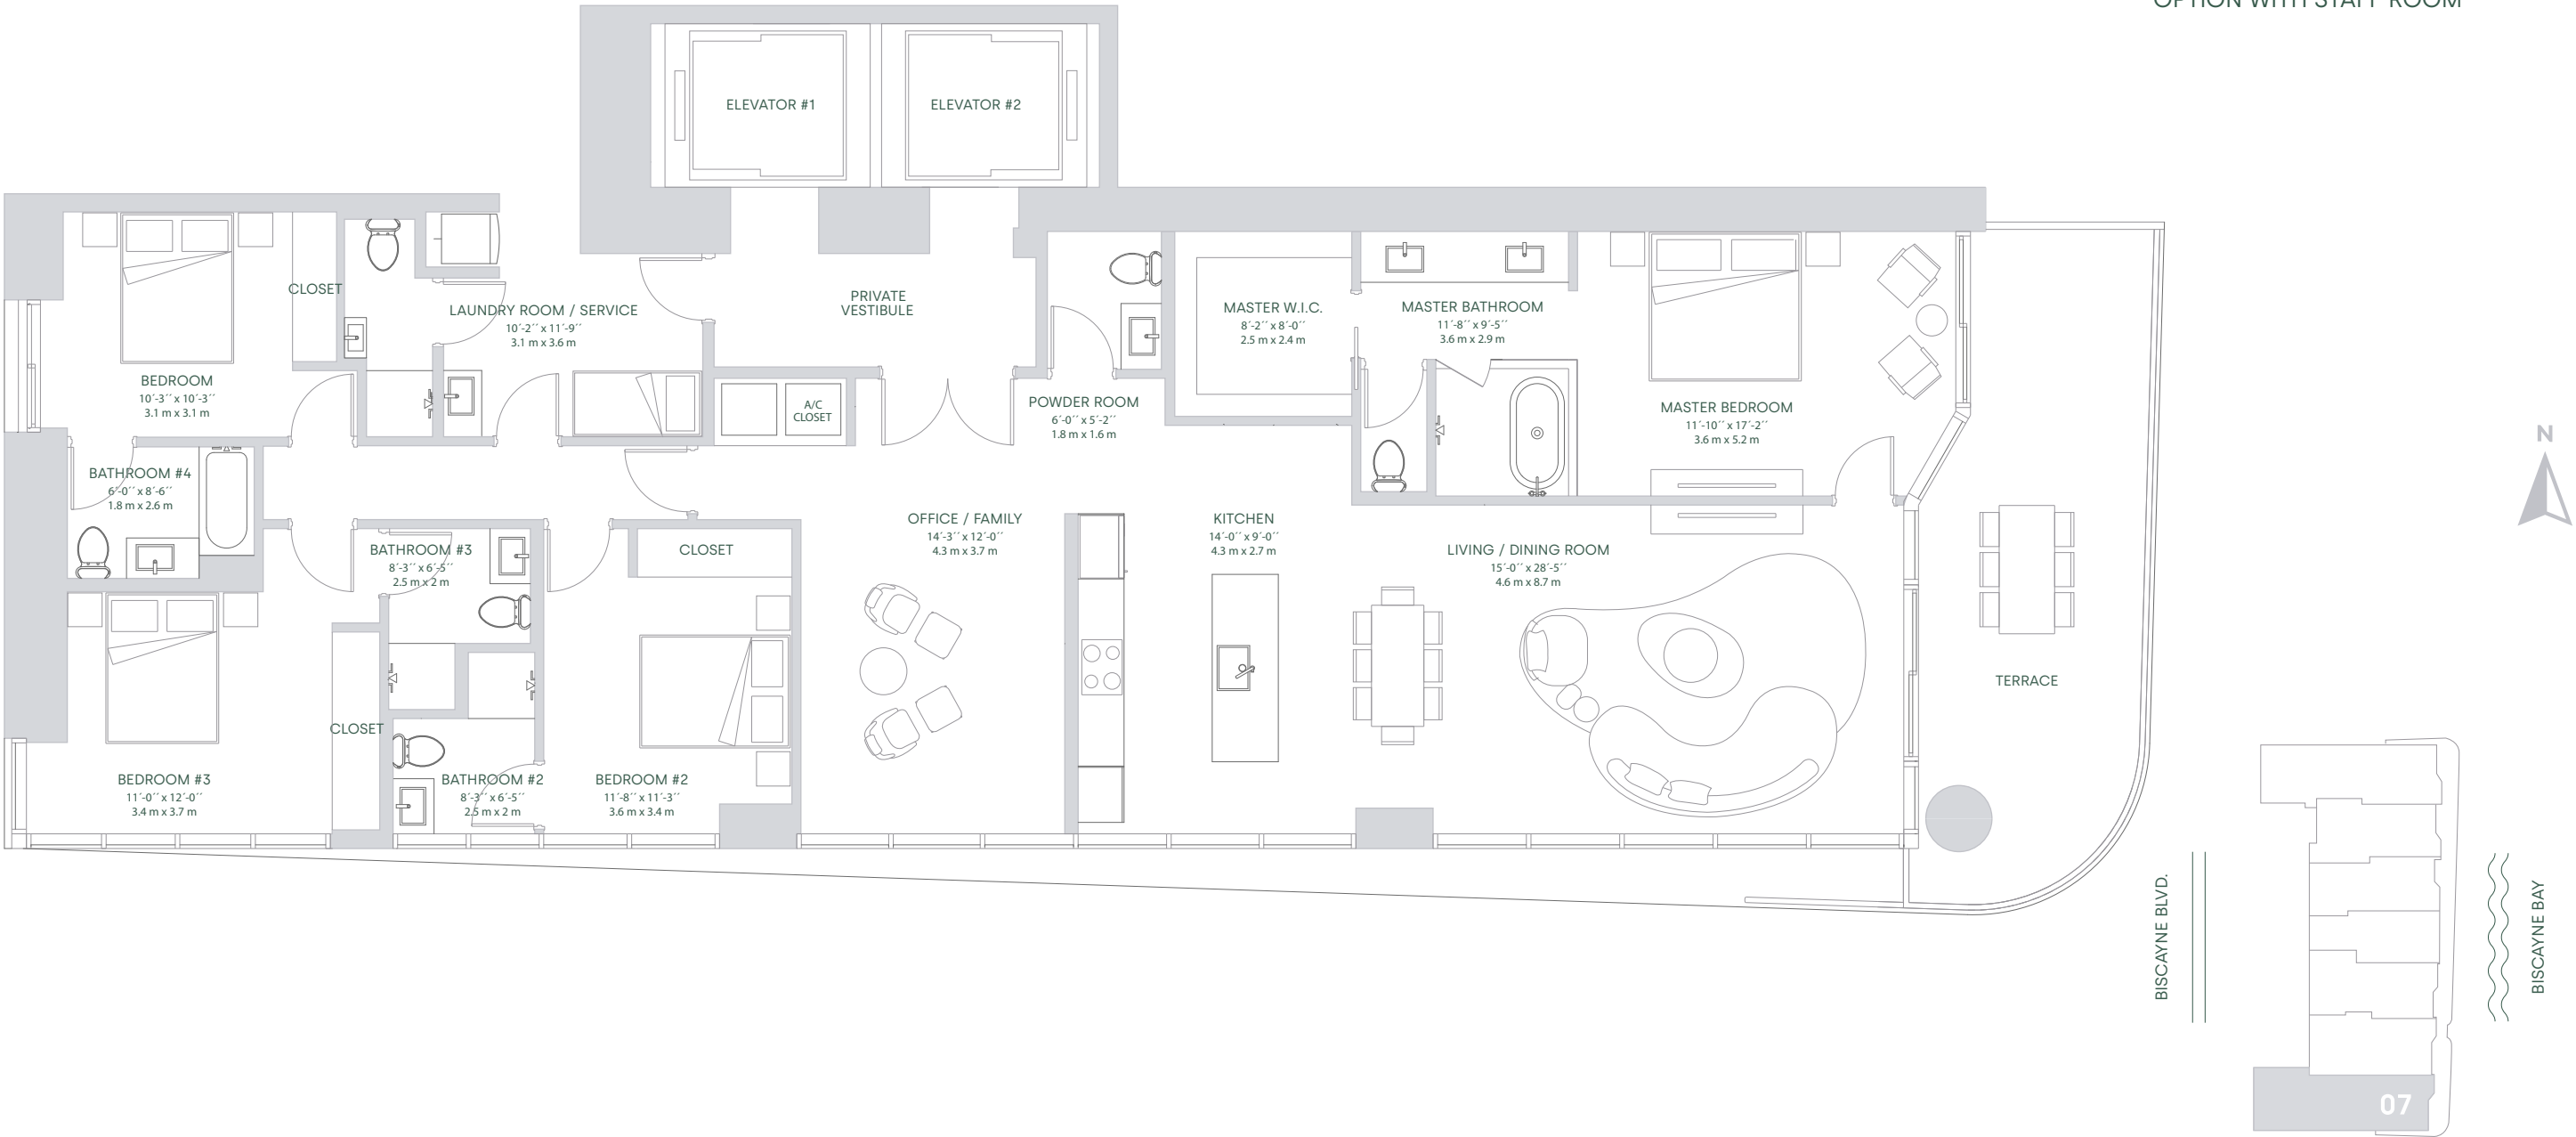 OPTION WITH STAFF ROOM
ELEVATOR #1
ELEVATOR #2
CLOSET
LAUNDRY ROOM / SERVICE
10´-2´´ x 11´-9´´
3.1 m x 3.6 m
PRIVATE
VESTIBULE
MASTER W.I.C.
8´-2´´ x 8´-0´´
2.5 m x 2.4 m
MASTER BATHROOM
11´-8´´ x 9´-5´´
3.6 m x 2.9 m
BEDROOM
10´-3´´ x 10´-3´´
3.1 m x 3.1 m
A/C
CLOSET
POWDER ROOM
6´-0´´ x 5´-2´´
1.8 m x 1.6 m
MASTER BEDROOM
11´-10´´ x 17´-2´´
3.6 m x 5.2 m
BATHROOM #4
6´-0´´ x 8´-6´´
1.8 m x 2.6 m
BATHROOM #3
8´-3´´ x 6´-5´´
2.5 m x 2 m
CLOSET
OFFICE / FAMILY
14´-3´´ x 12´-0´´
4.3 m x 3.7 m
KITCHEN
14´-0´´ x 9´-0´´
4.3 m x 2.7 m
LIVING / DINING ROOM
15´-0´´ x 28´-5´´
4.6 m x 8.7 m
TERRACE
CLOSET
BEDROOM #3
11´-0´´ x 12´-0´´
3.4 m x 3.7 m
BATHROOM #2
8´-3´´ x 6´-5´´
2.5 m x 2 m
BEDROOM #2
11´-8´´ x 11´-3´´
3.6 m x 3.4 m
N
BISCAYNE BLVD.
BISCAYNE BAY
07